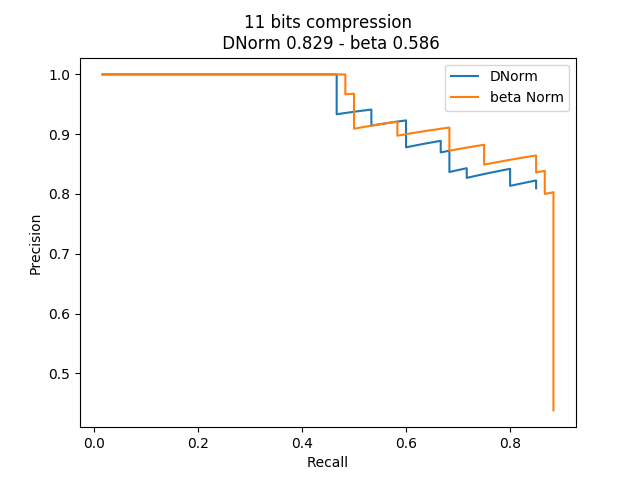 11 bits compression
DNorm 0.829 - beta 0.586
DNorm
beta Norm
1.0
0.9
0.8
0.7
0.6
0.5
Precision
0.0
0.2
0.4
0.6
0.8
Recall